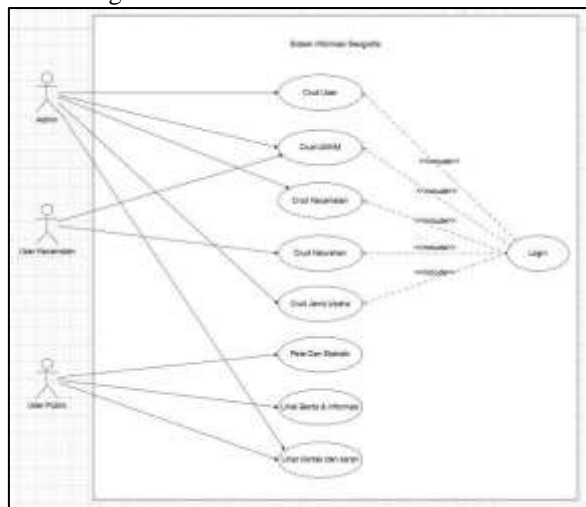 Sistem Informasi Geografis
Crud User
Admin
<<include>>
Crud UMKM
Crud Kecamatan
<<include>>
User Kecamatan
Crud Kelurahan
<<include>>
Login
<<include>>
Crud Jenis Usaha
Peta Dan Statistik
User Public
Lihat Berita & Informasi
Lihat Kontak dan saran